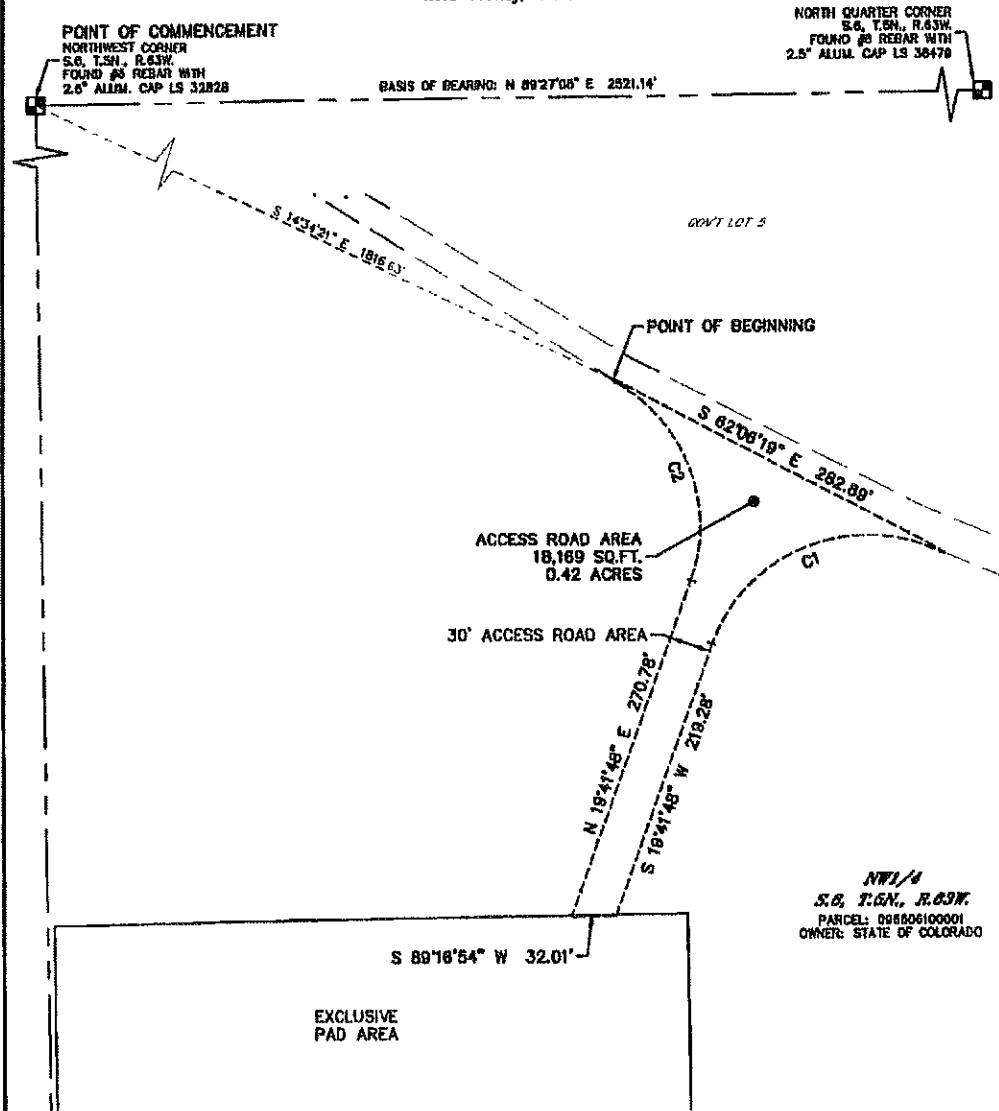 POINT OF COMMENCEMENT
NORTHWEST CORNER
S.6, T.5N., R.63W.
FOUND #6 REBAR WITH
2.5" ALUM. CAP LS 32828
NORTH QUARTER CORNER
S.6, T.5N., R.63W.
FOUND #6 REBAR WITH
2.5" ALUM. CAP LS 38479
BASIS OF BEARING: N 89°27'08" E 2521.14'
S 14°34'21" E 1816.63'
GOV'T LOT 5
POINT OF BEGINNING
S 62°06'19" E 282.89'
C2
ACCESS ROAD AREA
18,169 SQ.FT.
0.42 ACRES
C1
30' ACCESS ROAD AREA
N 19°41'48" E 270.78'
S 19°41'48" W 219.28'
NW1/4
S.6, T.5N., R.63W.
PARCEL: 096506100001
OWNER: STATE OF COLORADO
S 89°16'54" W 32.01'
EXCLUSIVE
PAD AREA